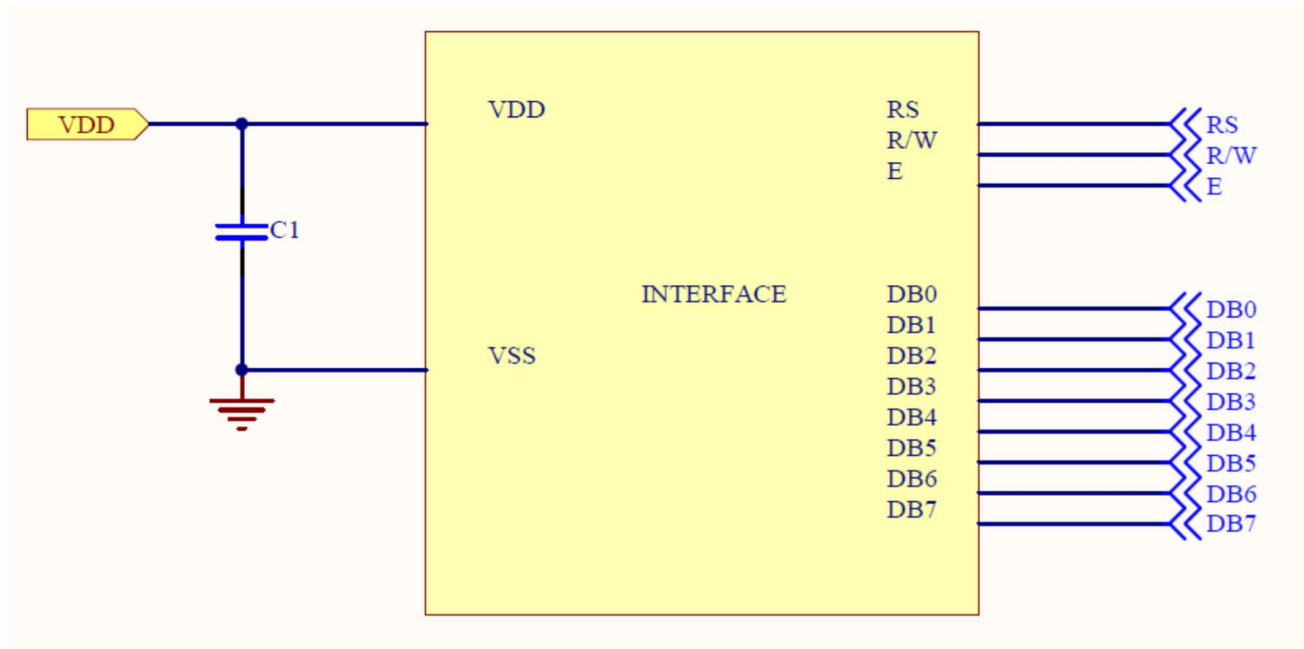 VDD
VDD
RS
RS
R/W
R/W
E
E
C1
INTERFACE
DB0
DB0
DB1
DB1
VSS
DB2
DB2
DB3
DB3
DB4
DB4
DB5
DB5
DB6
DB6
DB7
DB7